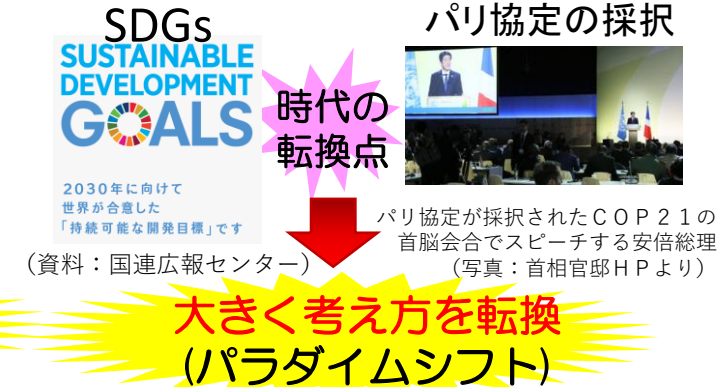 SDGs
SUSTAINABLE
DEVELOPMENT
GOALS
2030年に向けて
世界が合意した
「持続可能な開発目標」です
（資料：国連広報センター）
時代の
転換点
パリ協定の採択
パリ協定が採択されたＣＯＰ２１の
首脳会合でスピーチする安倍総理
（写真：首相官邸ＨＰより）
大きく考え方を転換
(パラダイムシフト)